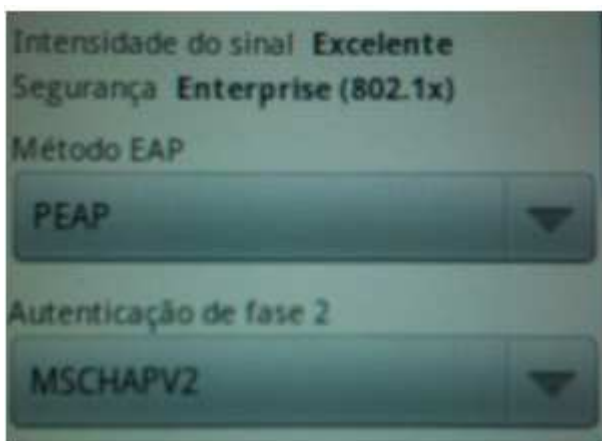 Intensidade do sinal Excelente
Segurança Enterprise (802.1x)
Método EAP
PEAP
Autenticação de fase 2
MSCHAPV2